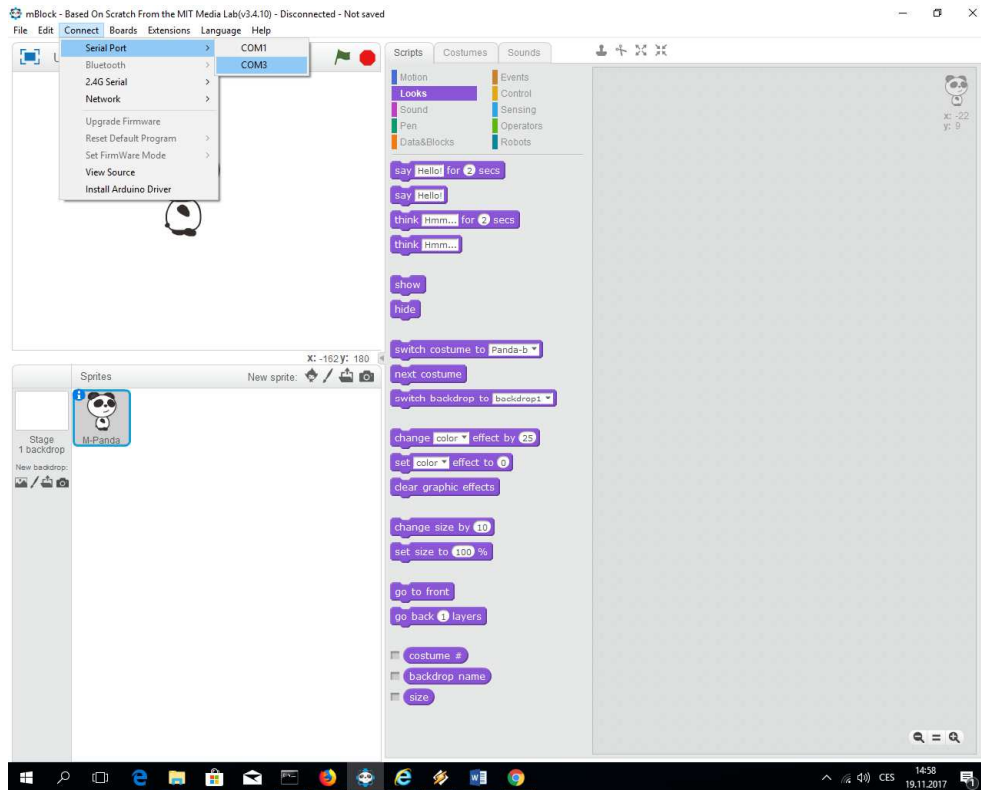 mBlock - Based On Scratch From the MIT Media Lab(v3.4.10) - Disconnected - Not saved
File Edit Connect Boards Extensions Language Help
Serial Port
Bluetooth
2.4G Serial
Network
Upgrade Firmware
Reset Default Program
Set FirmWare Mode
View Source
Install Arduino Driver
COM1
COM3
X: -162 Y: 180
Sprites New sprite:
Stage
1 backdrop
New backdrop:
M-Panda
Scripts Costumes Sounds
Motion Events
Looks Control
Sound Sensing
Pen Operators
Data&Blocks Robots
say Hello! for 2 secs
say Hello!
think Hmm... for 2 secs
think Hmm...
show
hide
switch costume to Panda-b
next costume
switch backdrop to backdrop1
change color effect by 25
set color effect to 0
clear graphic effects
change size by 10
set size to 100 %
go to front
go back 1 layers
costume #
backdrop name
size
x: -22
y: 9
CES
14:58
19.11.2017